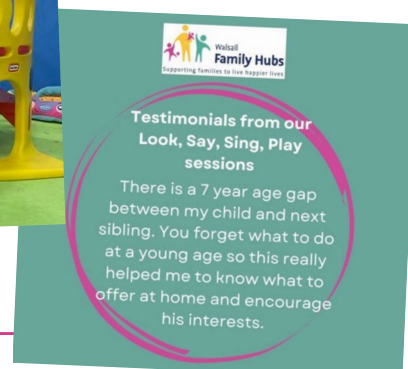 Walsall
Family Hubs
Supporting families to live happier lives
Testimonials from our
Look, Say, Sing, Play
sessions
There is a 7 year age gap
between my child and next
sibling. You forget what to do
at a young age so this really
helped me to know what to
offer at home and encourage
his interests.